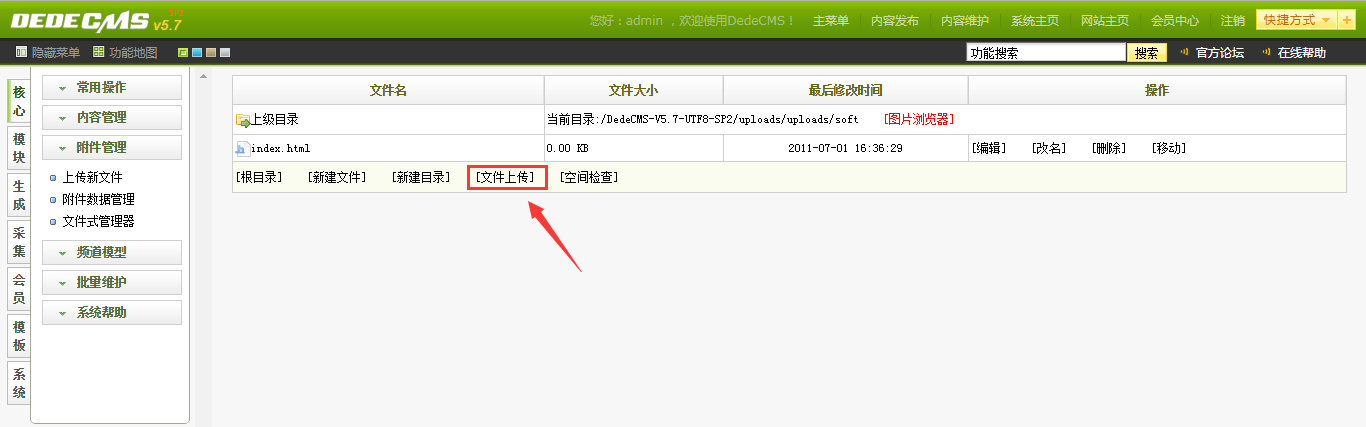 DEDECMS v5.7 SP2
您好：admin ，欢迎使用DedeCMS！ 主菜单 内容发布 内容维护 系统主页 网站主页 会员中心 注销 快捷方式 +
隐藏菜单 功能地图 功能搜索 搜索 官方论坛 在线帮助
核心
模块
生成
采集
会员
模板
系统
常用操作
内容管理
附件管理
上传新文件
附件数据管理
文件式管理器
频道模型
批量维护
系统帮助
文件名 文件大小 最后修改时间 操作
上级目录 当前目录:/DedeCMS-V5.7-UTF8-SP2/uploads/uploads/soft [图片浏览器]
index.html 0.00 KB 2011-07-01 16:36:29 [编辑] [改名] [删除] [移动]
[根目录] [新建文件] [新建目录] [文件上传] [空间检查]